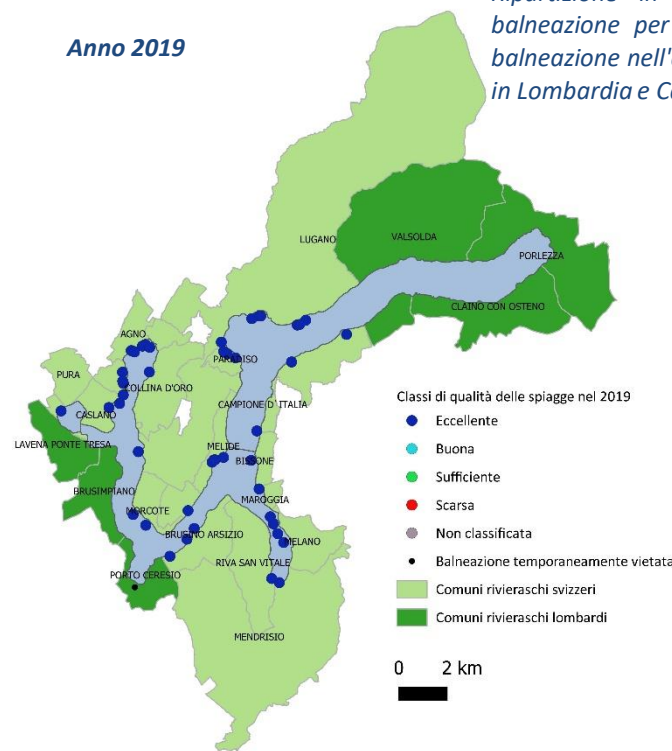 Riparazione in
balneazione per
balneazione nell'
in Lombardia e C
Anno 2019
LUGANO
VALSOLDA
PORLEZZA
CLAINO CON OSTENO
AGNO
PARADISO
PURA
COLLINA D'ORO
CASLANO
CAMPIONE D'ITALIA
LAVENA PONTE TRESA
MELIDE
BISSONE
BRUSIMPIANO
MAROGGIA
MORCOTE
BRUSINO ARSIZIO
MELANO
RIVA SAN VITALE
PORTO CERESIO
MENDRISIO
Classi di qualità delle spiagge nel 2019
Eccellente
Buona
Sufficiente
Scarsa
Non classificata
Balneazione temporaneamente vietata
Comuni rivieraschi svizzeri
Comuni rivieraschi lombardi
0 2 km